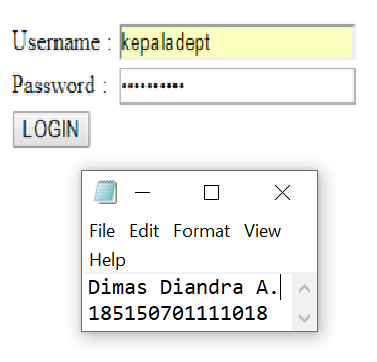 Username : kepaladept
Password : ••••••••••
LOGIN
File Edit Format View
Help
Dimas Diandra A.
185150701111018